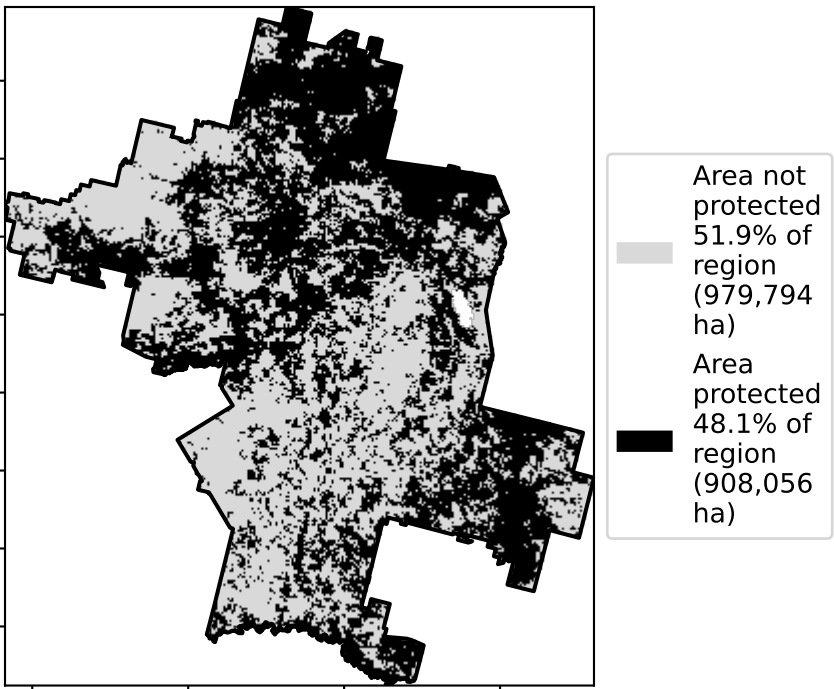 Area not
protected
51.9% of
region
(979,794
ha)
Area
protected
48.1% of
region
(908,056
ha)